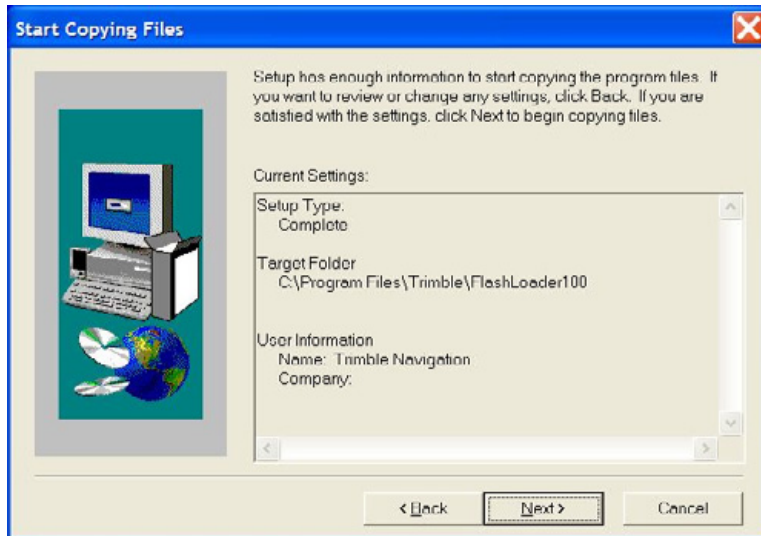 Start Copying Files
Setup has enough information to start copying the program files. If
you want to review or change any settings, click Back. If you are
satisfied with the settings, click Next to begin copying files.
Current Settings:
Setup Type:
Complete
Target Folder
C:\Program Files\Trimble\FlashLoader100
User Information
Name: Trimble Navigation
Company:
< Back
Next >
Cancel